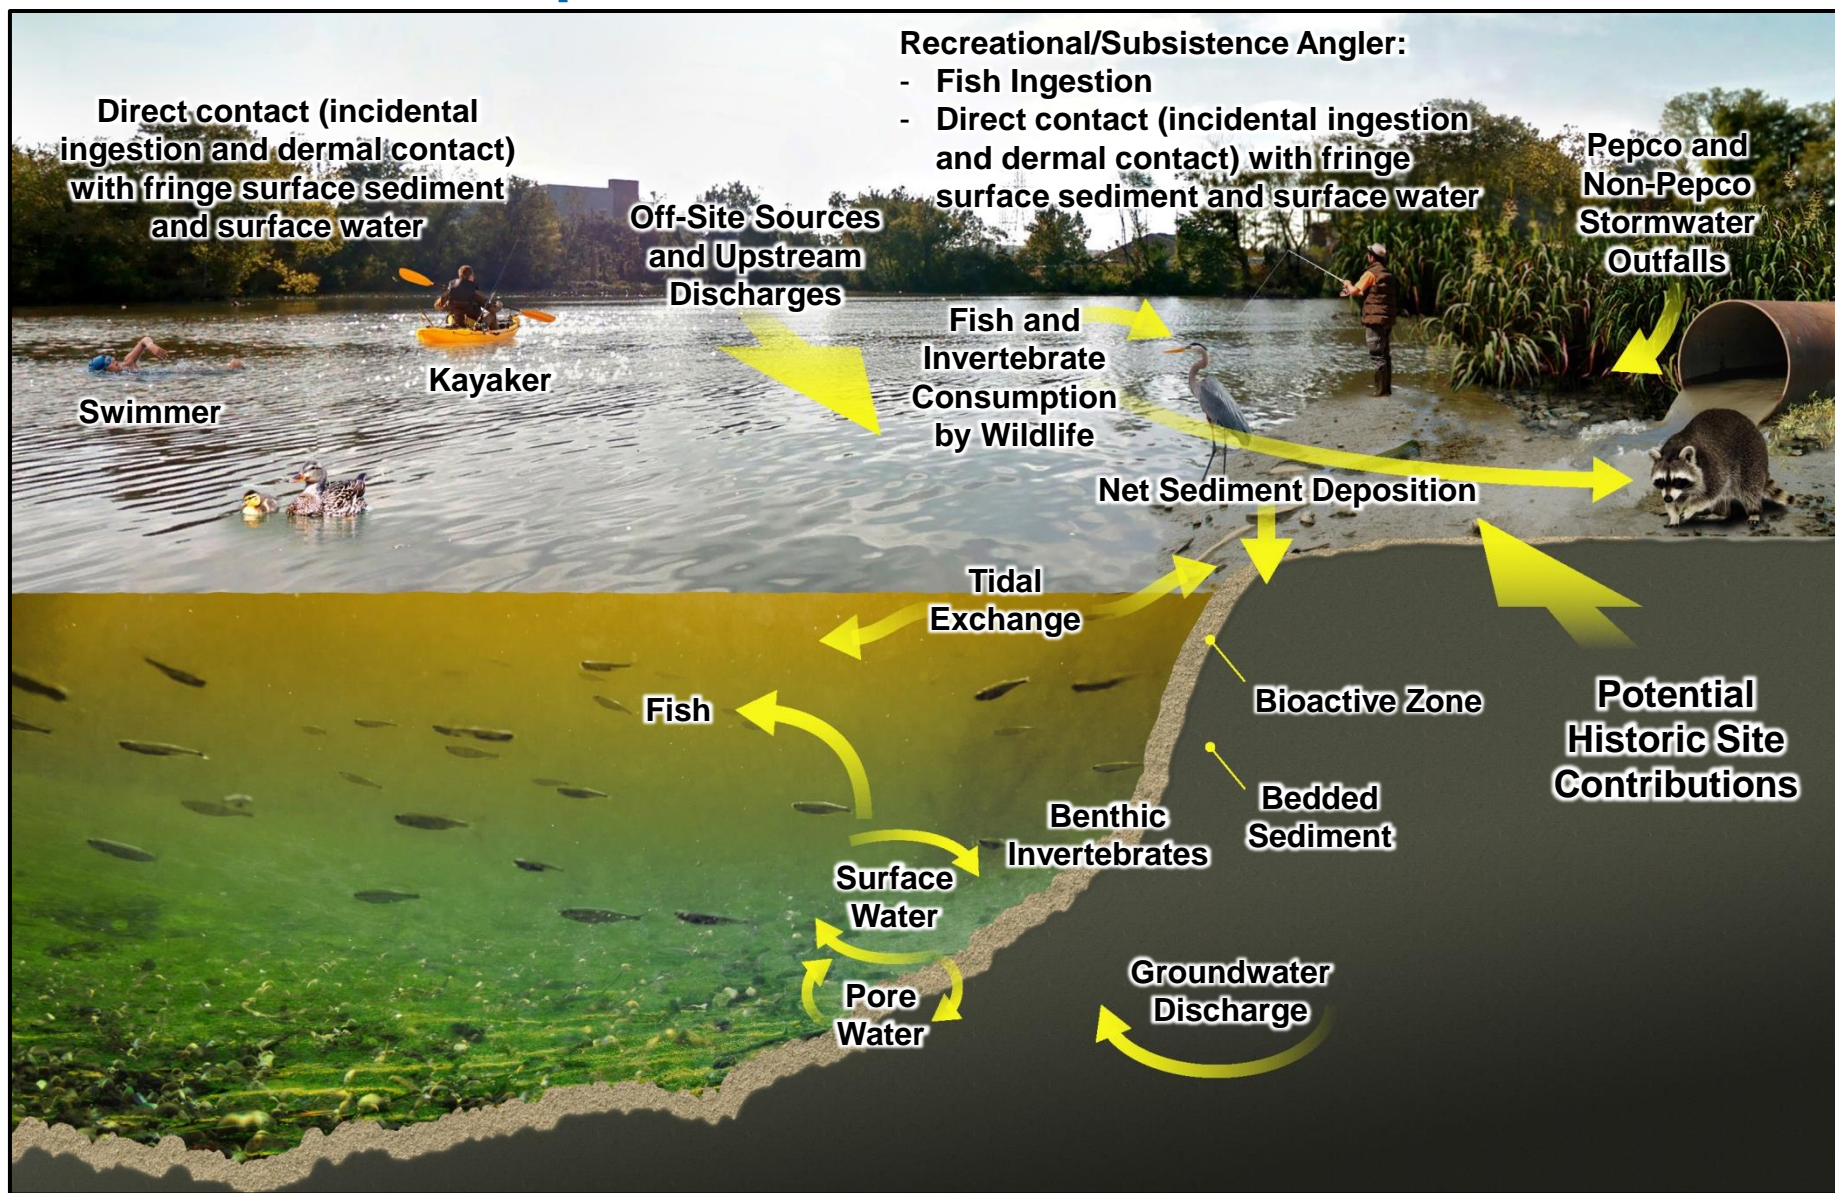 Recreational/Subsistence Angler:
- Fish Ingestion
- Direct contact (incidental ingestion
and dermal contact) with fringe
surface sediment and surface water
Direct contact (incidental
ingestion and dermal contact)
with fringe surface sediment
and surface water
Pepco and
Non-Pepco
Stormwater
Outfalls
Off-Site Sources
and Upstream
Discharges
Fish and
Invertebrate
Consumption
by Wildlife
Kayaker
Swimmer
Net Sediment Deposition
Tidal
Exchange
Fish
Bioactive Zone
Potential
Historic Site
Contributions
Bedded
Sediment
Benthic
Invertebrates
Surface
Water
Pore
Water
Groundwater
Discharge